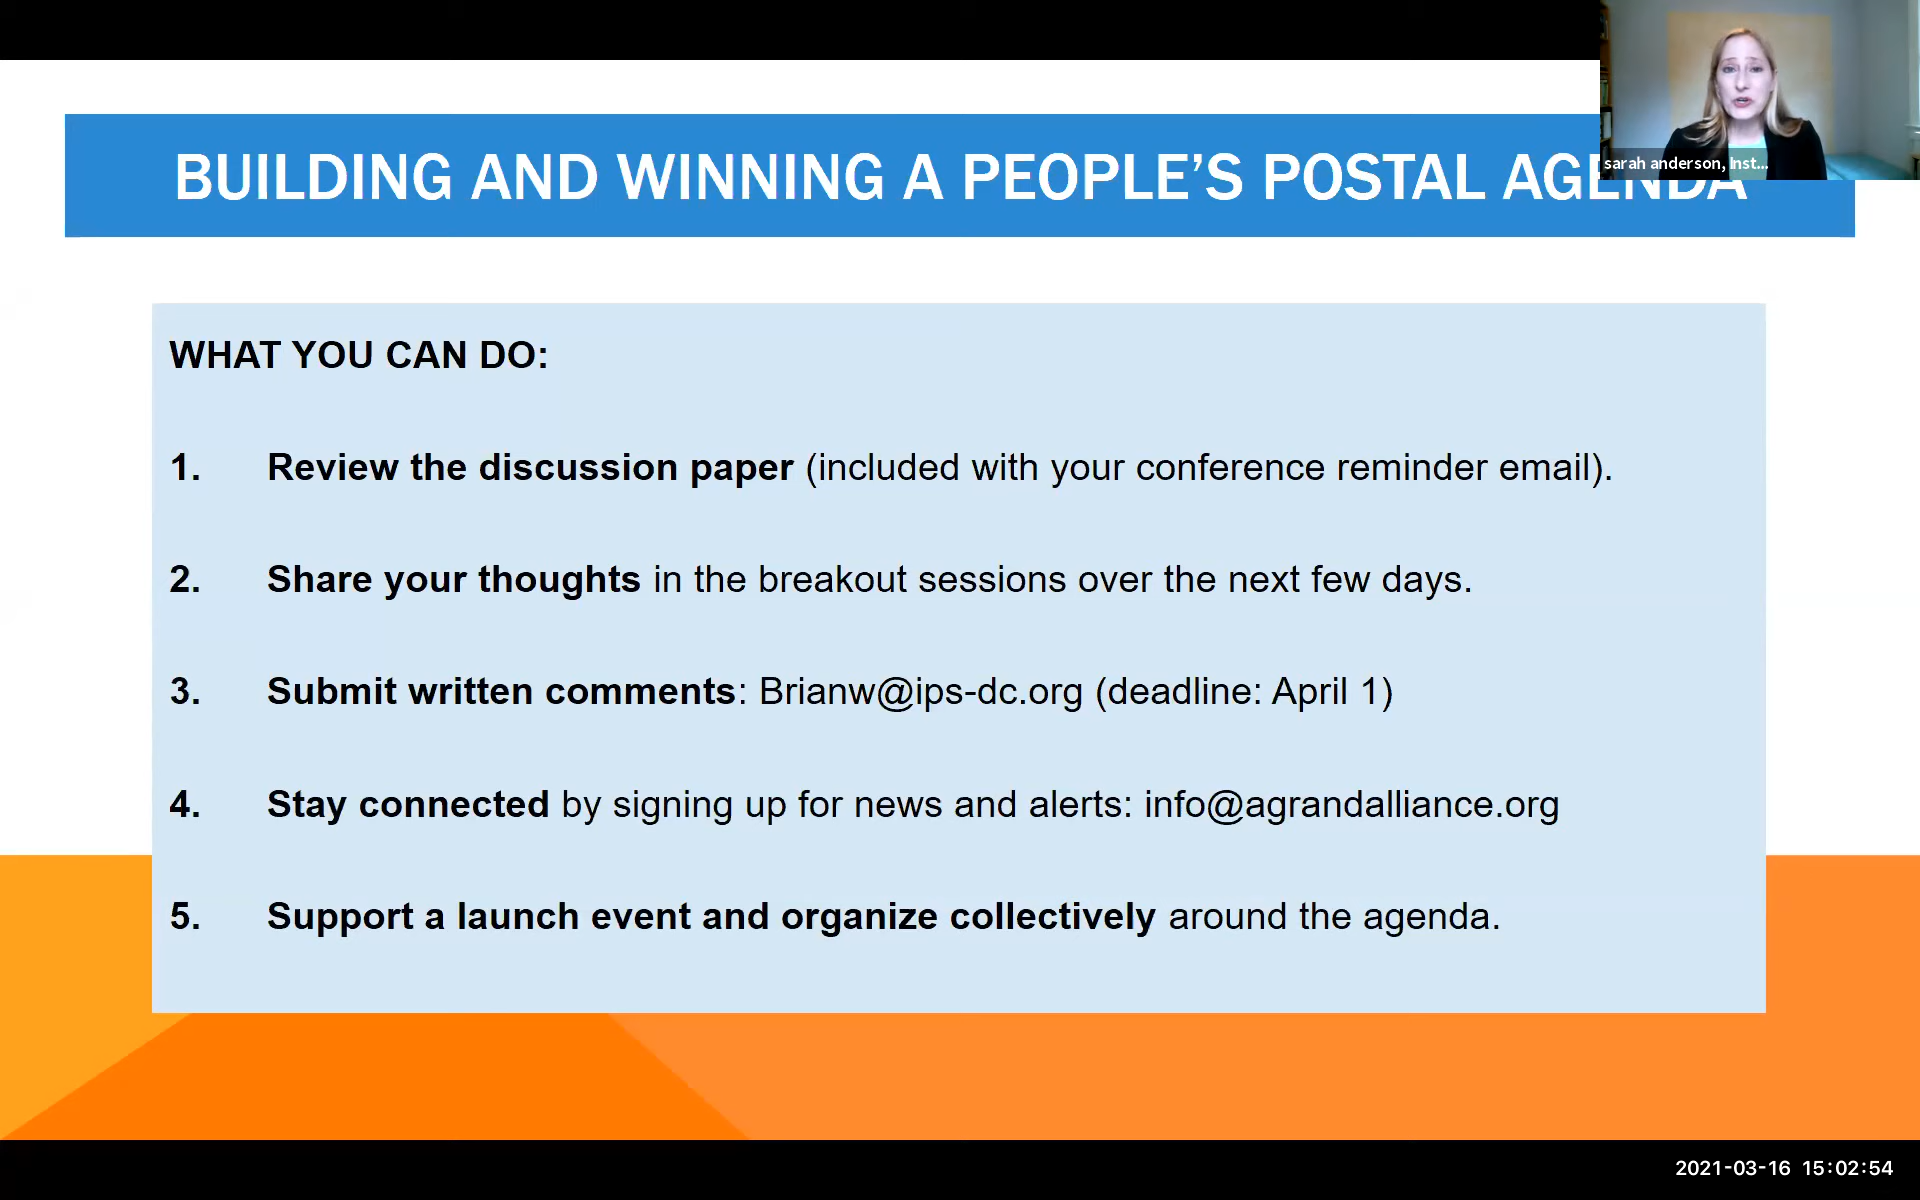 BUILDING AND WINNING A PEOPLE’S POSTAL AGENDA
sarah anderson, Inst...
WHAT YOU CAN DO:
1. Review the discussion paper (included with your conference reminder email).
2. Share your thoughts in the breakout sessions over the next few days.
3. Submit written comments: Brianw@ips-dc.org (deadline: April 1)
4. Stay connected by signing up for news and alerts: info@agrandalliance.org
5. Support a launch event and organize collectively around the agenda.
2021-03-16 15:02:54